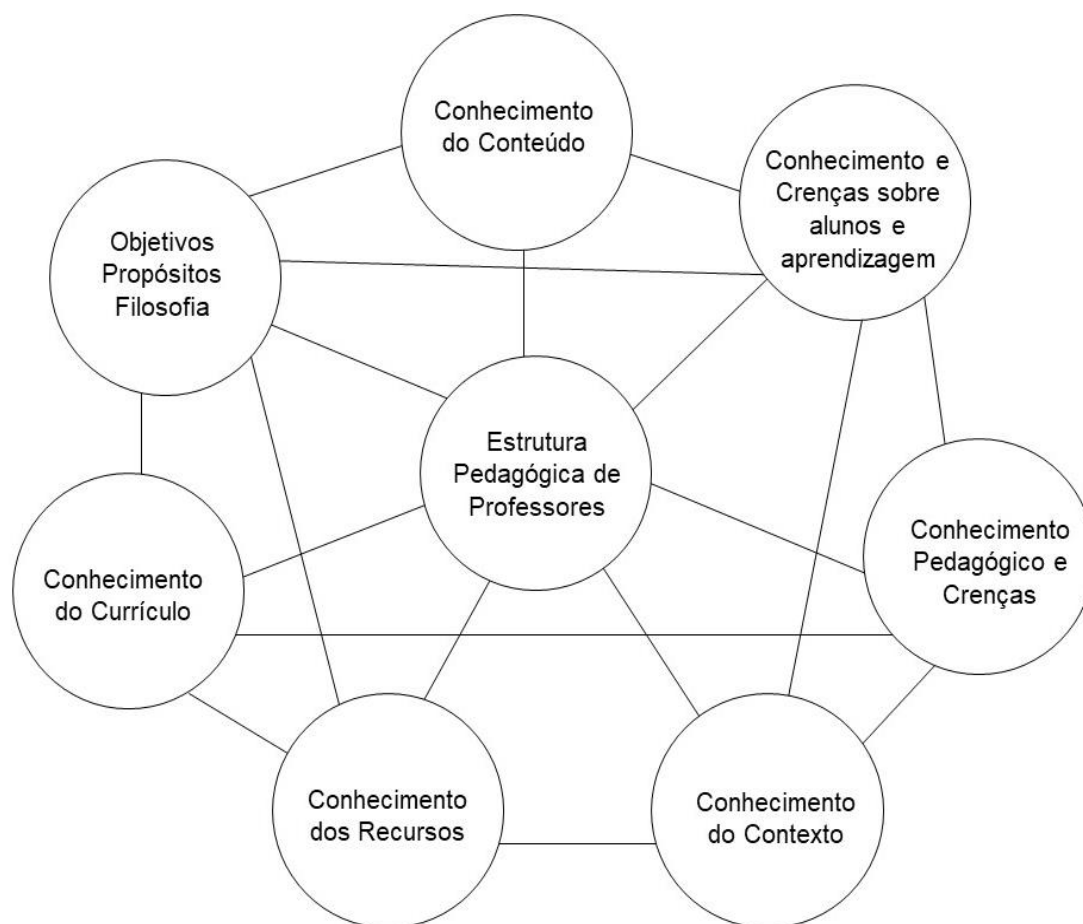 Conhecimento
do Conteúdo
Conhecimento e
Crenças sobre
alunos e
aprendizagem
Objetivos
Propósitos
Filosofia
Estrutura
Pedagógica de
Professores
Conhecimento
Pedagógico e
Crenças
Conhecimento
do Currículo
Conhecimento
dos Recursos
Conhecimento
do Contexto